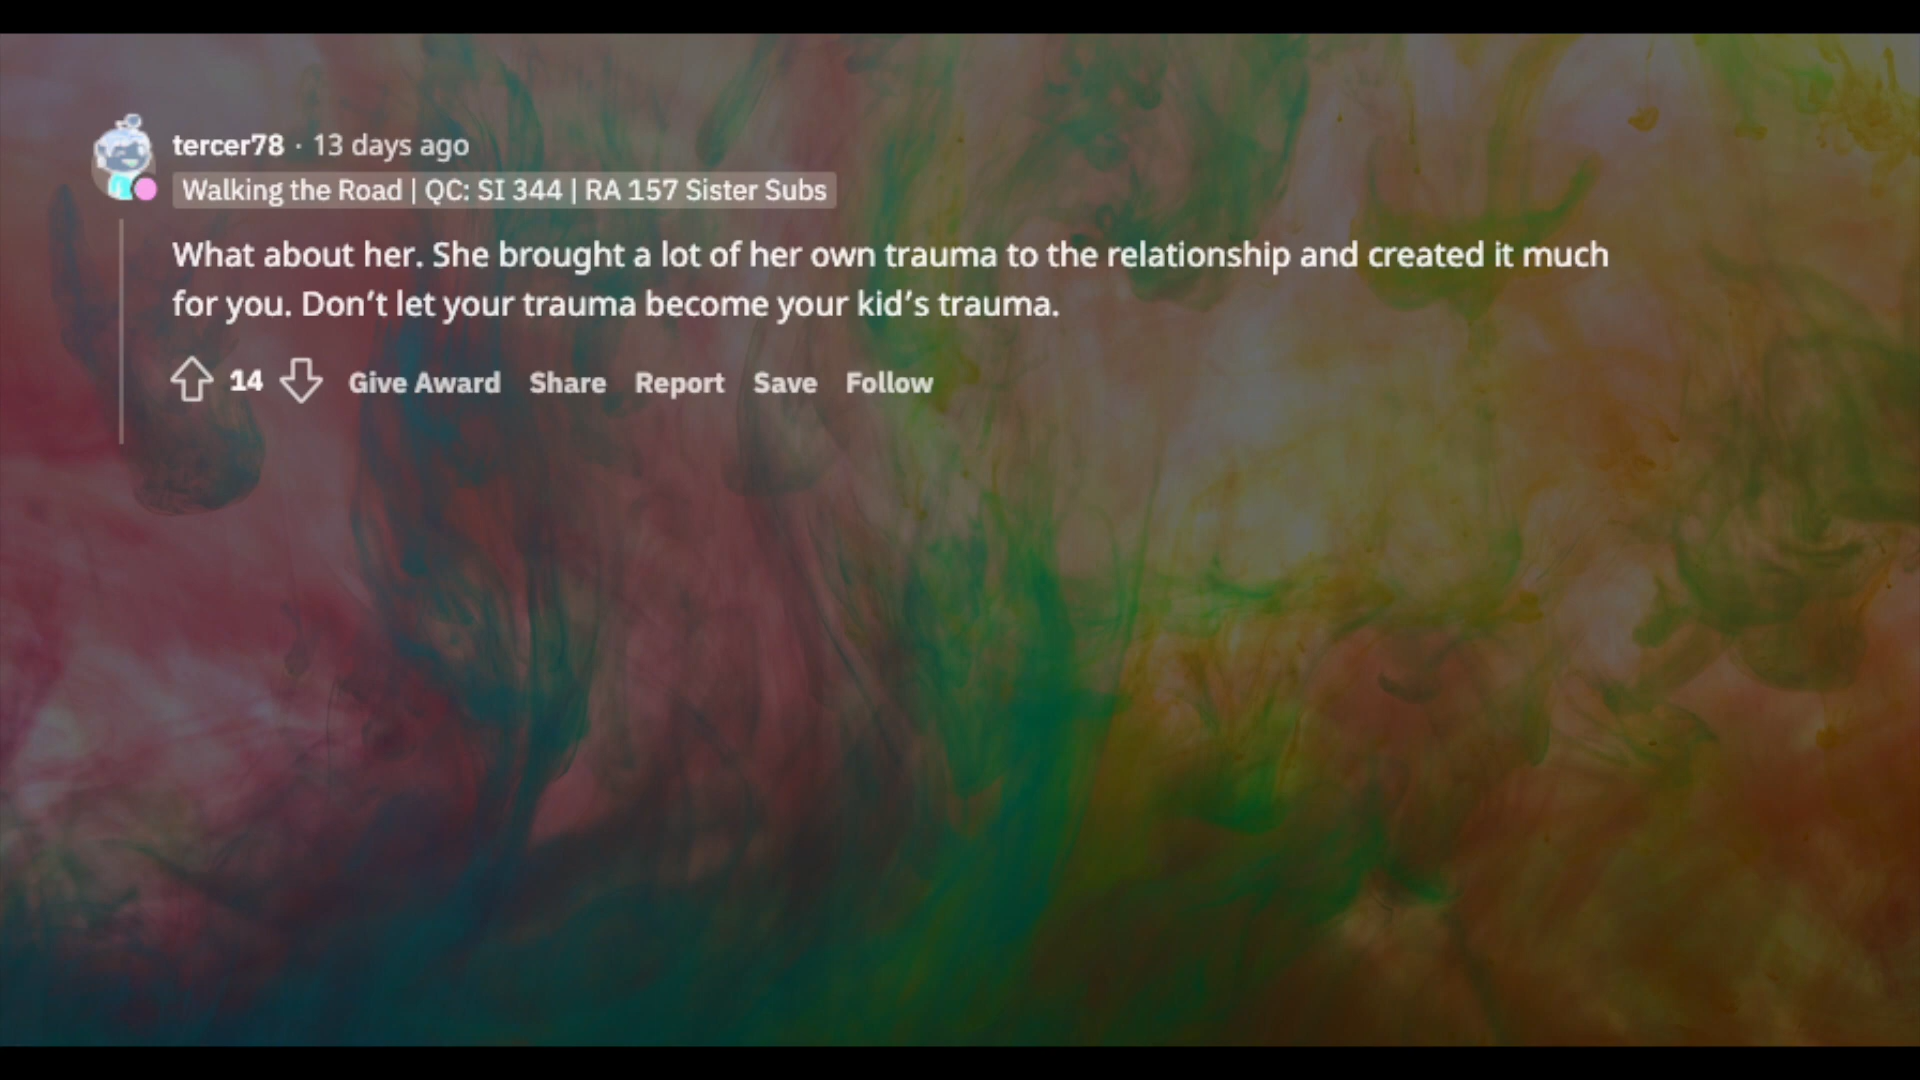 tercer78 · 13 days ago
Walking the Road | QC: SI 344 | RA 157 Sister Subs
What about her. She brought a lot of her own trauma to the relationship and created it much
for you. Don’t let your trauma become your kid’s trauma.
14 Give Award Share Report Save Follow